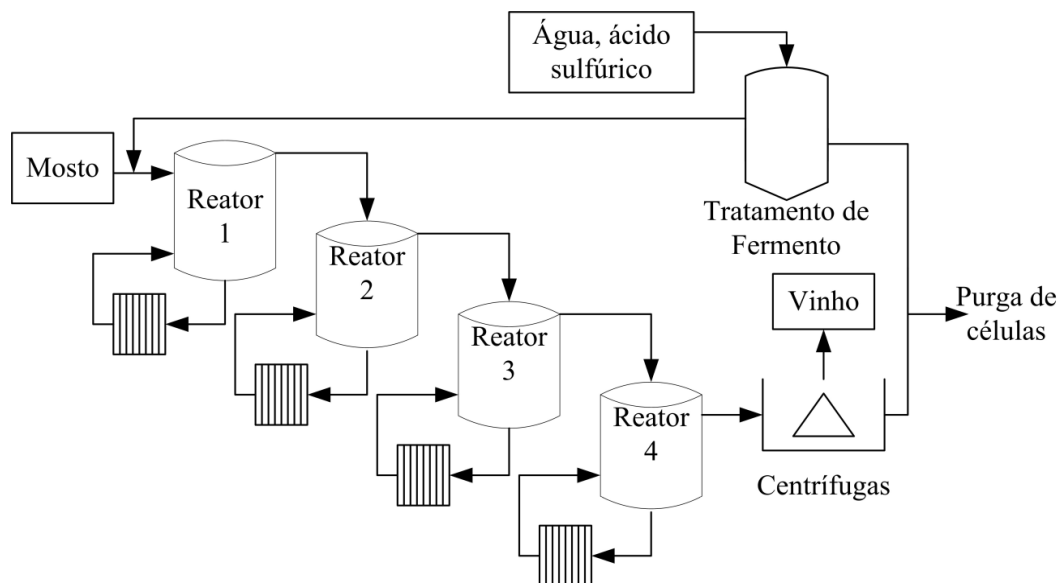 Água, ácido
sulfúrico
Mosto
Reator
1
Tratamento de
Fermento
Reator
2
Vinho
Purga de
células
Reator
3
Reator
4
Centrífugas